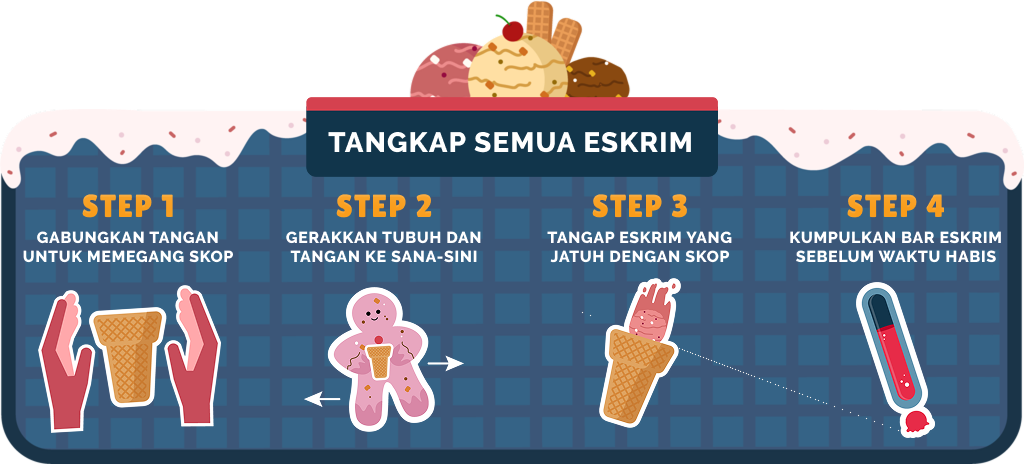 TANGKAP SEMUA ESKRIM
STEP 1
GABUNGKAN TANGAN
UNTUK MEMEGANG SKOP
STEP 2
GERAKKAN TUBUH DAN
TANGAN KE SANA-SINI
STEP 3
TANGAP ESKRIM YANG
JATUH DENGAN SKOP
STEP 4
KUMPULKAN BAR ESKRIM
SEBELUM WAKTU HABIS